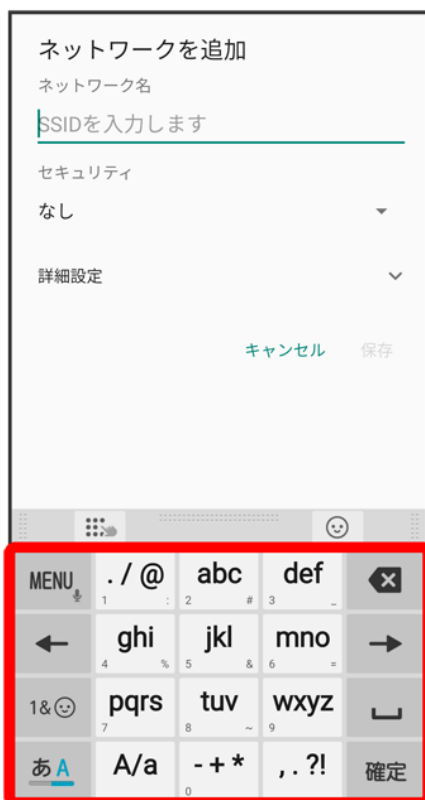 ネットワークを追加
ネットワーク名
SSIDを入力します
セキュリティ
なし
詳細設定
キャンセル 保存
MENU . / @ abc def
1 : 2 # 3 _
ghi jkl mno
4 % 5 & 6 =
1& pqrs tuv wxyz
7 8 ~ 9
あA A/a - + * , . ?! 確定
0